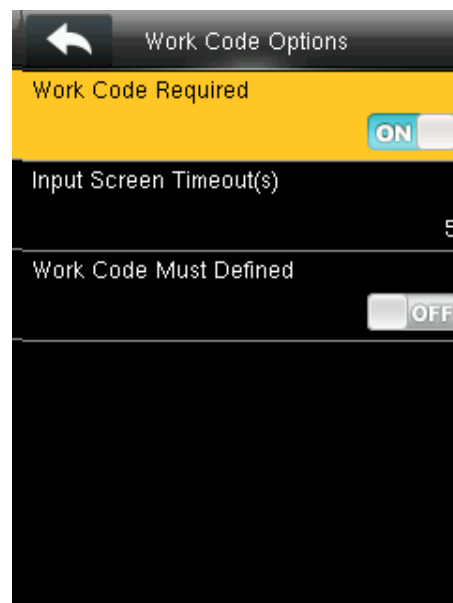 Work Code Options
Work Code Required
ON
Input Screen Timeout(s)
5
Work Code Must Defined
OFF